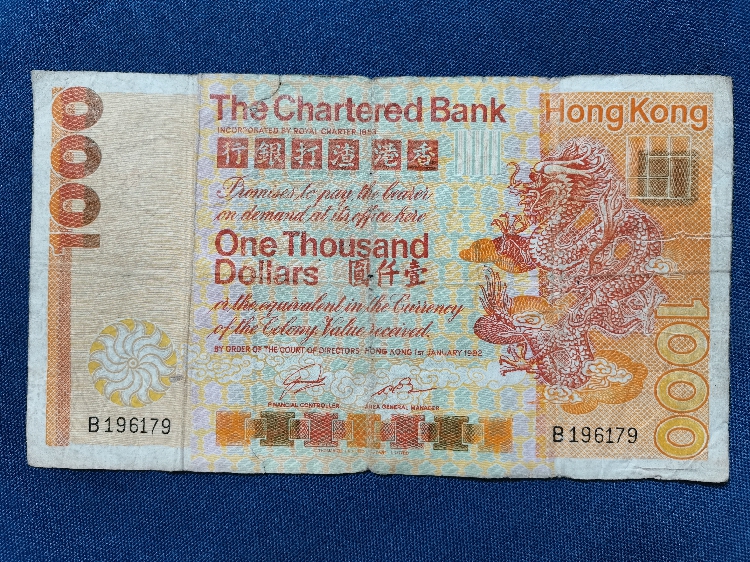 1000
The Chartered Bank
Hong Kong
INCORPORATED BY ROYAL CHARTER 1853
行銀打渣港香
Promises to pay the bearer
on demand at its office here
One Thousand
Dollars 圓仟壹
or the equivalent in the Currency
of the Colony Value received.
BY ORDER OF THE COURT OF DIRECTORS HONG KONG 1ST JANUARY 1982
FINANCIAL CONTROLLER
AREA GENERAL MANAGER
1000
B196179
B196179